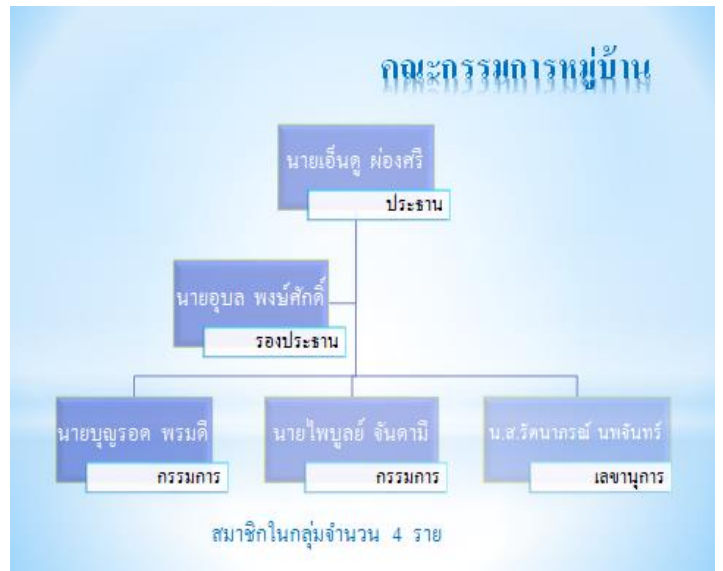 คณะกรรมการหมู่บ้าน
นายเอ็นดู ผ่องศรี
ประธาน
นายอุบล พงษ์ศักดิ์
รองประธาน
นายบุญรอด พรมดี
กรรมการ
นายไพบูลย์ จันดามี
กรรมการ
น.ส.รัตนาภรณ์ นพจันทร์
เลขานุการ
สมาชิกในกลุ่มจำนวน 4 ราย